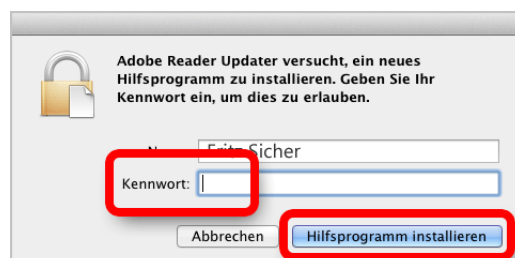 Adobe Reader Updater versucht, ein neues
Hilfsprogramm zu installieren. Geben Sie Ihr
Kennwort ein, um dies zu erlauben.
Sicher
Kennwort:
Abbrechen Hilfsprogramm installieren